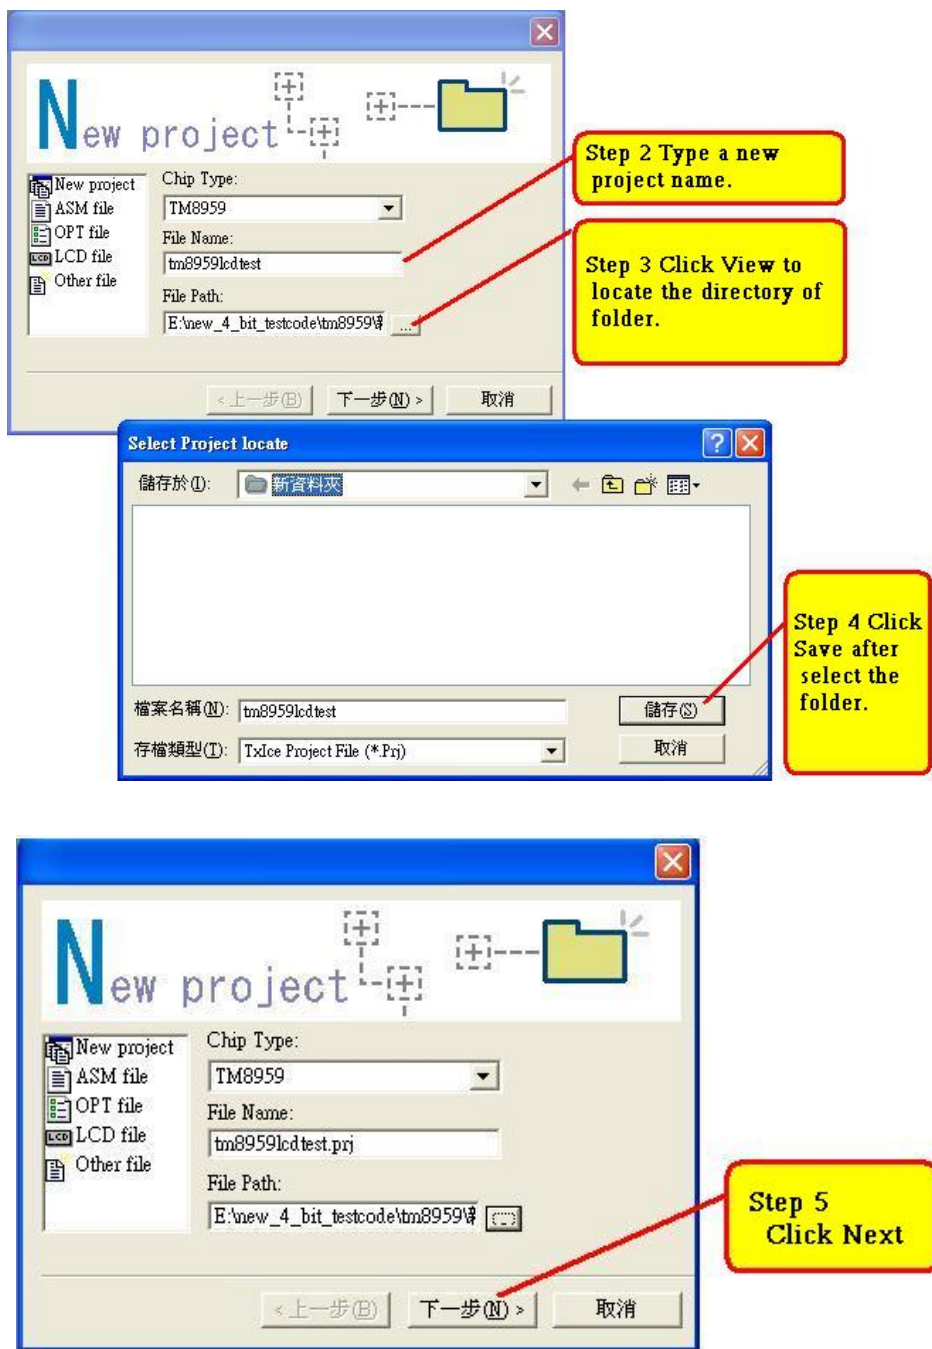 New project
Step 2 Type a new
project name.
New project
ASM file
OPT file
LCD file
Other file
Chip Type:
TM8959
File Name:
tm8959lcdtest
File Path:
E:\new_4_bit_testcode\tm8959\
...
Step 3 Click View to
locate the directory of
folder.
<上一步(B)
下一步(N) >
取消
Select Project locate
儲存於(I):
新資料夾
檔案名稱(N):
tm8959lcdtest
儲存(S)
存檔類型(T):
TxIce Project File (*.Prj)
取消
Step 4 Click
Save after
select the
folder.
New project
New project
ASM file
OPT file
LCD file
Other file
Chip Type:
TM8959
File Name:
tm8959lcdtest.prj
File Path:
E:\new_4_bit_testcode\tm8959\
...
Step 5
Click Next
<上一步(B)
下一步(N) >
取消